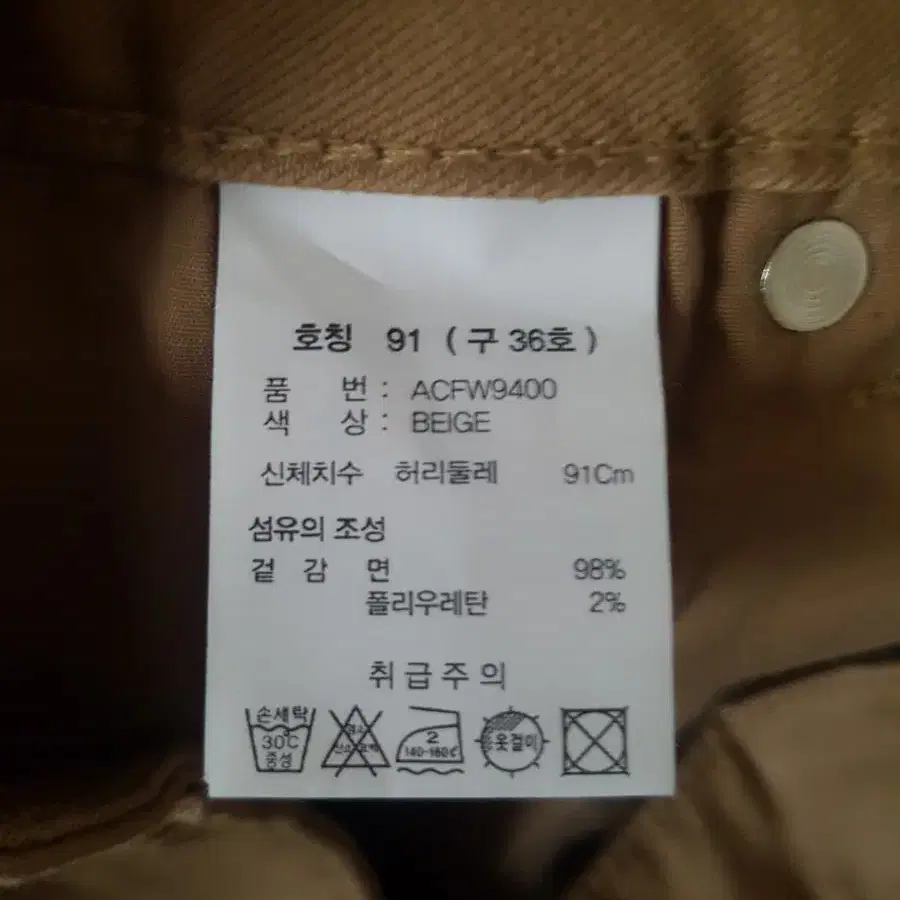 호칭 91 ( 구 36호 )
품 번 : ACFW9400
색 상 : BEIGE
신체치수 허리둘레 91Cm
섬유의 조성
겉 감 면 98%
폴리우레탄 2%
취 급 주 의
손세탁
30℃
중성
2
140-160℃
옷걸이